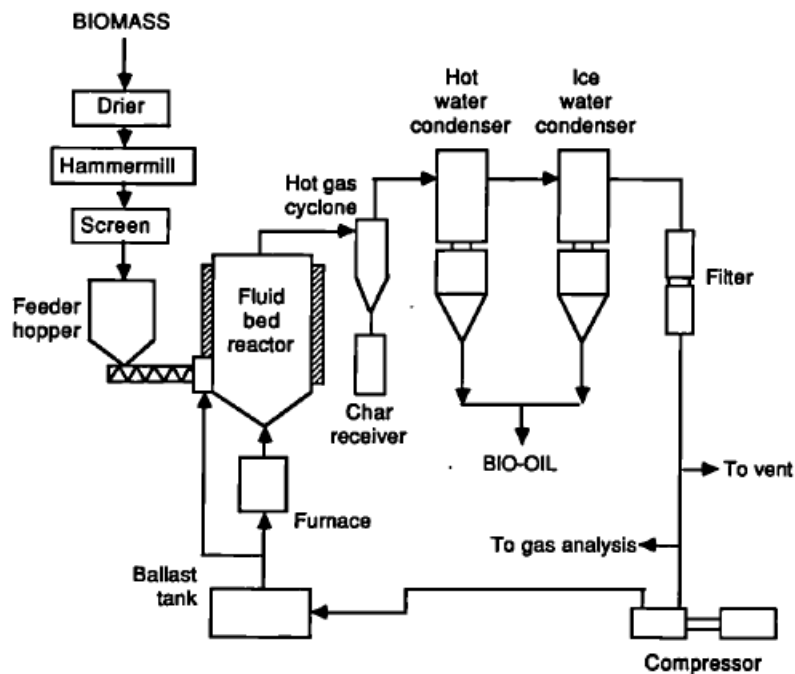 BIOMASS
Drier
Hammermill
Screen
Feeder
hopper
Fluid
bed
reactor
Hot gas
cyclone
Char
receiver
Hot
water
condenser
Ice
water
condenser
Filter
BIO-OIL
To vent
To gas analysis
Furnace
Ballast
tank
Compressor